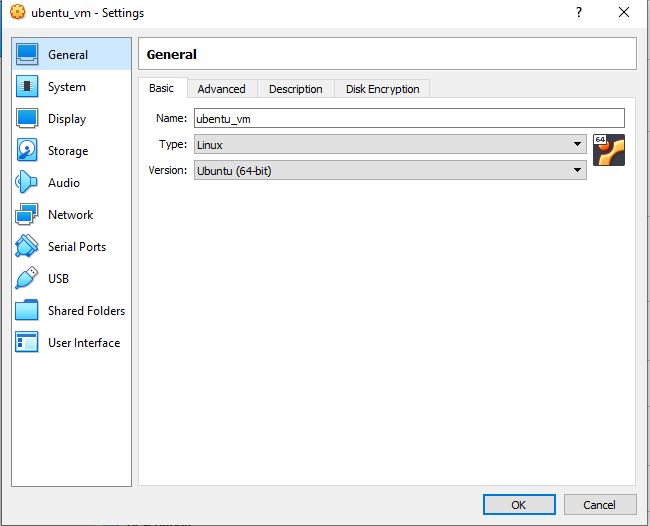 ubentu_vm - Settings
?
General
System
Display
Storage
Audio
Network
Serial Ports
USB
Shared Folders
User Interface
General
Basic
Advanced
Description
Disk Encryption
Name: ubentu_vm
Type: Linux
64
Version: Ubuntu (64-bit)
OK
Cancel